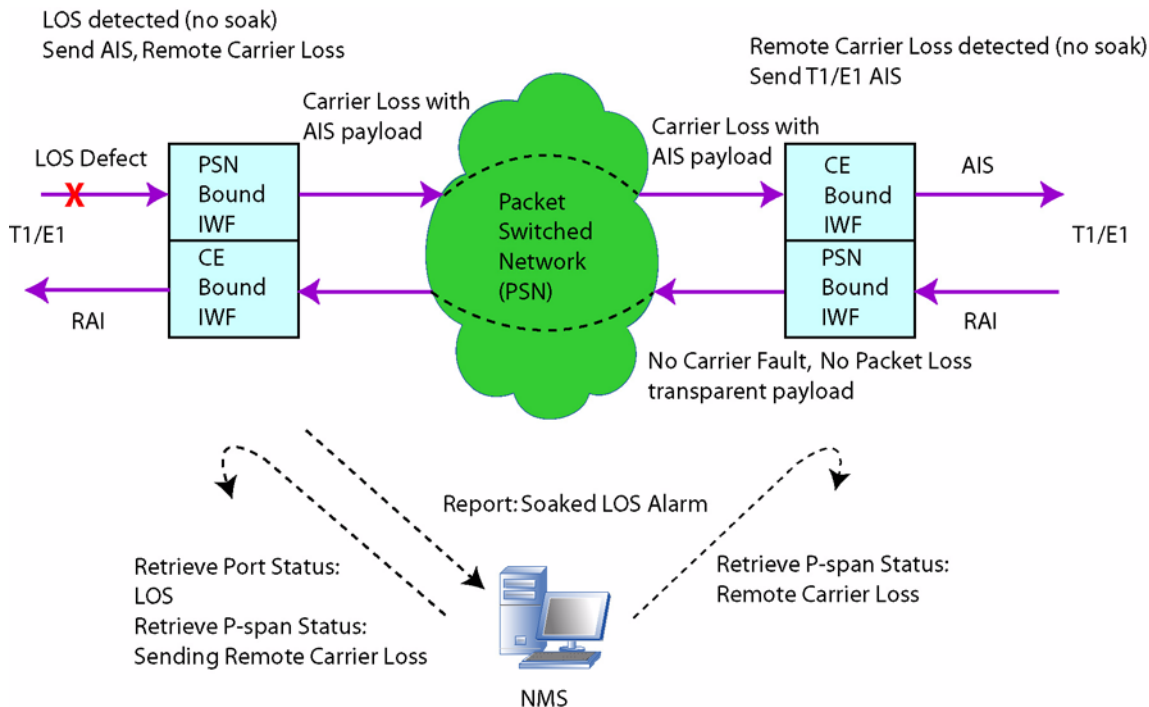 LOS detected (no soak)
Send AIS, Remote Carrier Loss
Remote Carrier Loss detected (no soak)
Send T1/E1 AIS
Carrier Loss with
AIS payload
Carrier Loss with
AIS payload
LOS Defect
PSN
Bound
IWF
CE
Bound
IWF
AIS
T1/E1
Packet
Switched
Network
(PSN)
T1/E1
CE
Bound
IWF
PSN
Bound
IWF
RAI
RAI
No Carrier Fault, No Packet Loss
transparent payload
Report: Soaked LOS Alarm
Retrieve Port Status:
LOS
Retrieve P-span Status:
Sending Remote Carrier Loss
Retrieve P-span Status:
Remote Carrier Loss
NMS